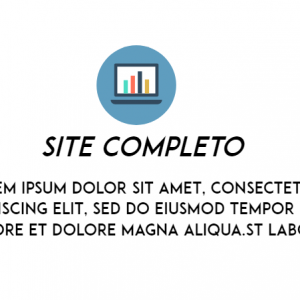 SITE COMPLETO
EM IPSUM DOLOR SIT AMET, CONSECTET
ISCING ELIT, SED DO EIUSMOD TEMPOR
ORE ET DOLORE MAGNA ALIQUA.ST LABO